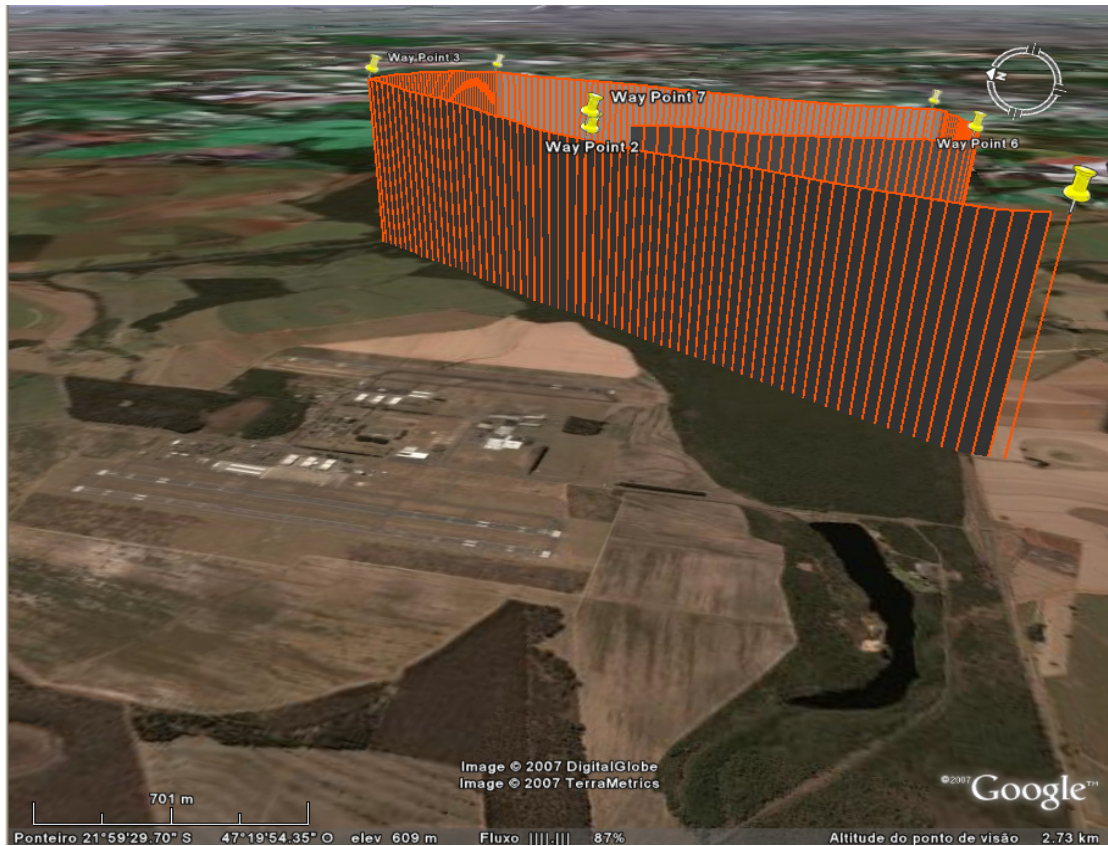 Way Point 3
N
Way Point 7
Way Point 2
Way Point 6
Image © 2007 DigitalGlobe
Image © 2007 TerraMetrics
©2007 Google™
701 m
Ponteiro 21°59'29.70" S 47°19'54.35" O elev 609 m Fluxo ||||.||| 87% Altitude do ponto de visão 2.73 km